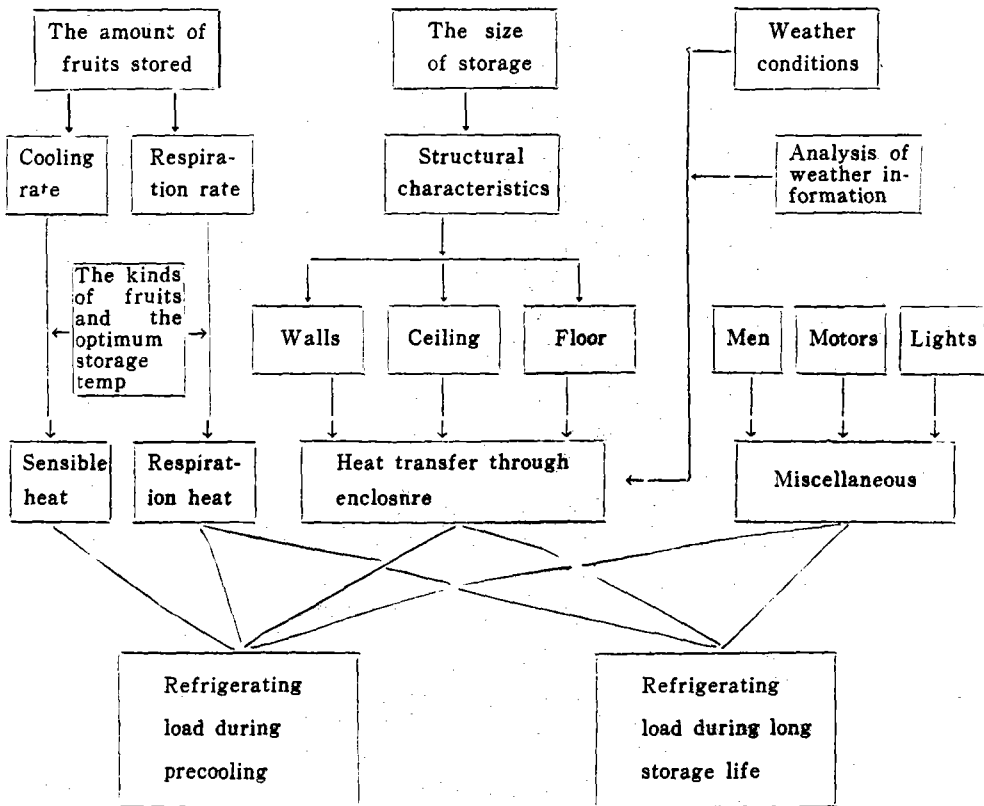 The amount of
fruits stored
The size
of storage
Weather
conditions
Cooling
rate
Respira-
tion rate
Structural
characteristics
Analysis of
weather in-
formation
The kinds
of fruits
and the
optimum
storage
temp
Walls
Ceiling
Floor
Men
Motors
Lights
Sensible
heat
Respirat-
ion heat
Heat transfer through
enclosure
Miscellaneous
Refrigerating
load during
precooling
Refrigerating
load during long
storage life